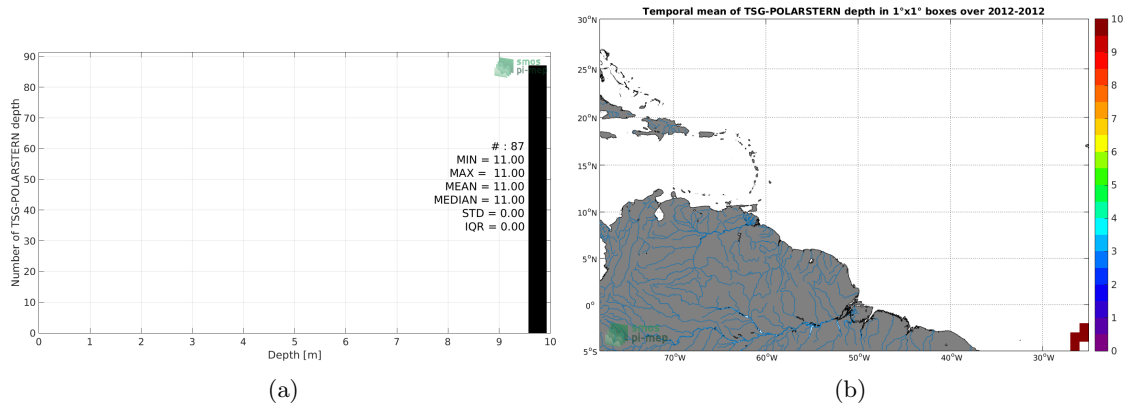 90
80
70
60
50
40
30
20
10
0
Number of TSG-POLARSTERN depth
smos
pi-mep
# : 87
MIN = 11.00
MAX = 11.00
MEAN = 11.00
MEDIAN = 11.00
STD = 0.00
IQR = 0.00
0 1 2 3 4 5 6 7 8 9 10
Depth [m]
(a)
Temporal mean of TSG-POLARSTERN depth in 1°x1° boxes over 2012-2012
30°N
25°N
20°N
15°N
10°N
5°N
0°
5°S
smos
pi-mep
70°W 60°W 50°W 40°W 30°W
10
9
8
7
6
5
4
3
2
1
0
(b)